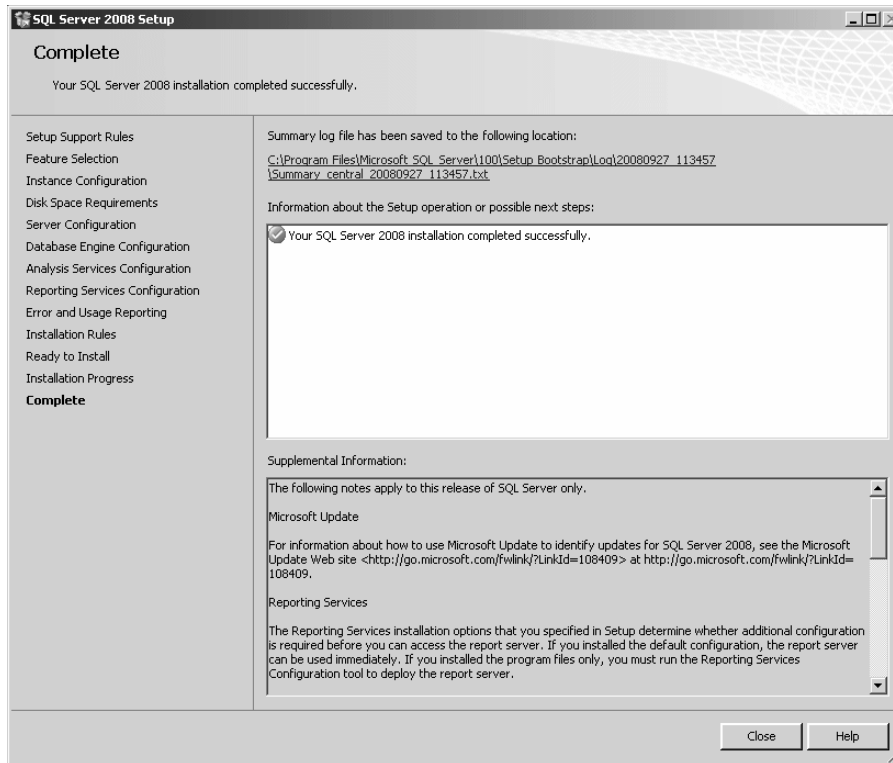 SQL Server 2008 Setup
Complete
Your SQL Server 2008 installation completed successfully.
Setup Support Rules
Feature Selection
Instance Configuration
Disk Space Requirements
Server Configuration
Database Engine Configuration
Analysis Services Configuration
Reporting Services Configuration
Error and Usage Reporting
Installation Rules
Ready to Install
Installation Progress
Complete
Summary log file has been saved to the following location:
C:\Program Files\Microsoft SQL Server\100\Setup Bootstrap\Log\20080927_113457
\Summary_central_20080927_113457.txt
Information about the Setup operation or possible next steps:
Your SQL Server 2008 installation completed successfully.
Supplemental Information:
The following notes apply to this release of SQL Server only.
Microsoft Update
For information about how to use Microsoft Update to identify updates for SQL Server 2008, see the Microsoft
Update Web site <http://go.microsoft.com/fwlink/?LinkId=108409> at http://go.microsoft.com/fwlink/?LinkId=
108409.
Reporting Services
The Reporting Services installation options that you specified in Setup determine whether additional configuration
is required before you can access the report server. If you installed the default configuration, the report server
can be used immediately. If you installed the program files only, you must run the Reporting Services
Configuration tool to deploy the report server.
Close
Help